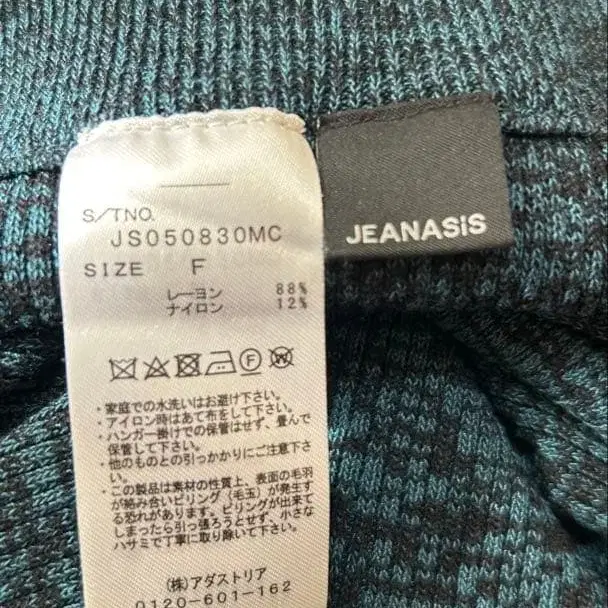 S/TNO.
JS050830MC
SIZE F
レーヨン 88%
ナイロン 12%
・家庭での水洗いはお避け下さい。
・アイロン時はあて布をして下さい。
・ハンガー掛けでの保管はせず、畳んで
保管して下さい。
・他のものとの引っかかりにご注意下さ
い。
・この製品は素材の性質上、表面の毛羽
が絡み合いピリング(毛玉)が発生す
る恐れがあります。ピリングが出来て
しまったら引っ張ろうとせず、小さな
ハサミで丁寧に取り除いて下さい。
(株)アダストリア
0120-601-162
JEANASIS